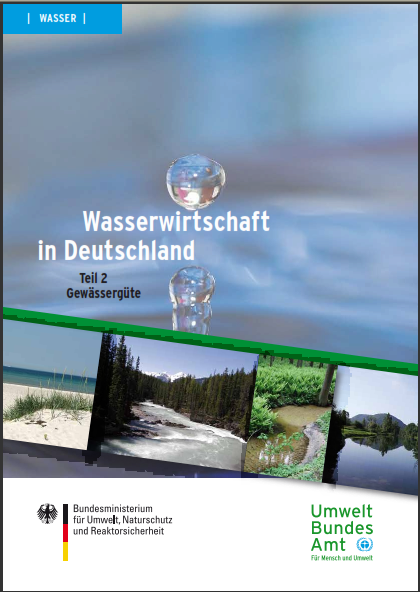 | WASSER |
Wasserwirtschaft
in Deutschland
Teil 2
Gewässergüte
Bundesministerium
für Umwelt, Naturschutz
und Reaktorsicherheit
Umwelt
Bundes
Amt
Für Mensch und Umwelt